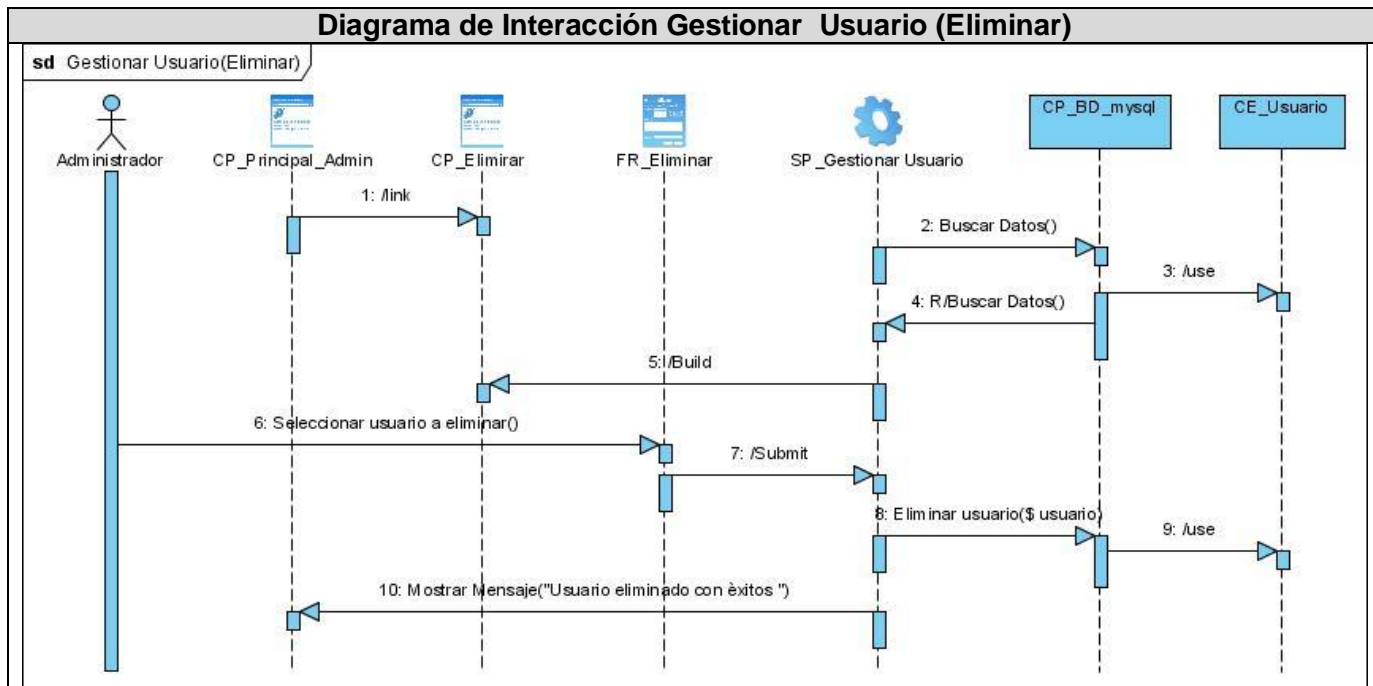 Diagrama de Interacción Gestionar Usuario (Eliminar)
sd Gestionar Usuario(Eliminar)
CP_BD_mysql
CE_Usuario
Administrador
CP_Principal_Admin
CP_Elimirar
FR_Eliminar
SP_Gestionar Usuario
1: /link
2: Buscar Datos()
3: /use
4: R/Buscar Datos()
5: /Build
6: Seleccionar usuario a eliminar()
7: /Submit
8: Eliminar usuario($ usuario)
9: /use
10: Mostrar Mensaje("Usuario eliminado con èxitos ")